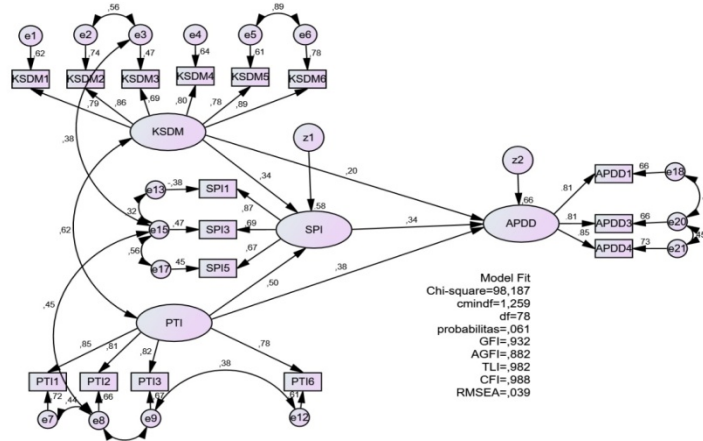 ,56
,89
e1
e2
e3
e4
e5
e6
,62
,74
,47
,64
,61
,78
KSDM1
KSDM2
KSDM3
KSDM4
KSDM5
KSDM6
,79
,86
,69
,80
,78
,89
KSDM
z1
,38
,34
,20
z2
e13
-,38
SPI1
,58
,66
APDD1
,66
e18
,32
,87
,81
e15
,47
SPI3
,69
SPI
,34
APDD
,81
APDD3
,66
e20
,62
,67
,85
,56
e17
,45
SPI5
APDD4
,73
e21
,38
,50
,45
PTI
,85
,81
,82
,78
PTI1
PTI2
PTI3
PTI6
,72
,66
,67
,61
,38
e7
,44
e8
e9
e12
Model Fit
Chi-square=98,187
cmindf=1,259
df=78
probabilitas=,061
GFI=,932
AGFI=,882
TLI=,982
CFI=,988
RMSEA=,039